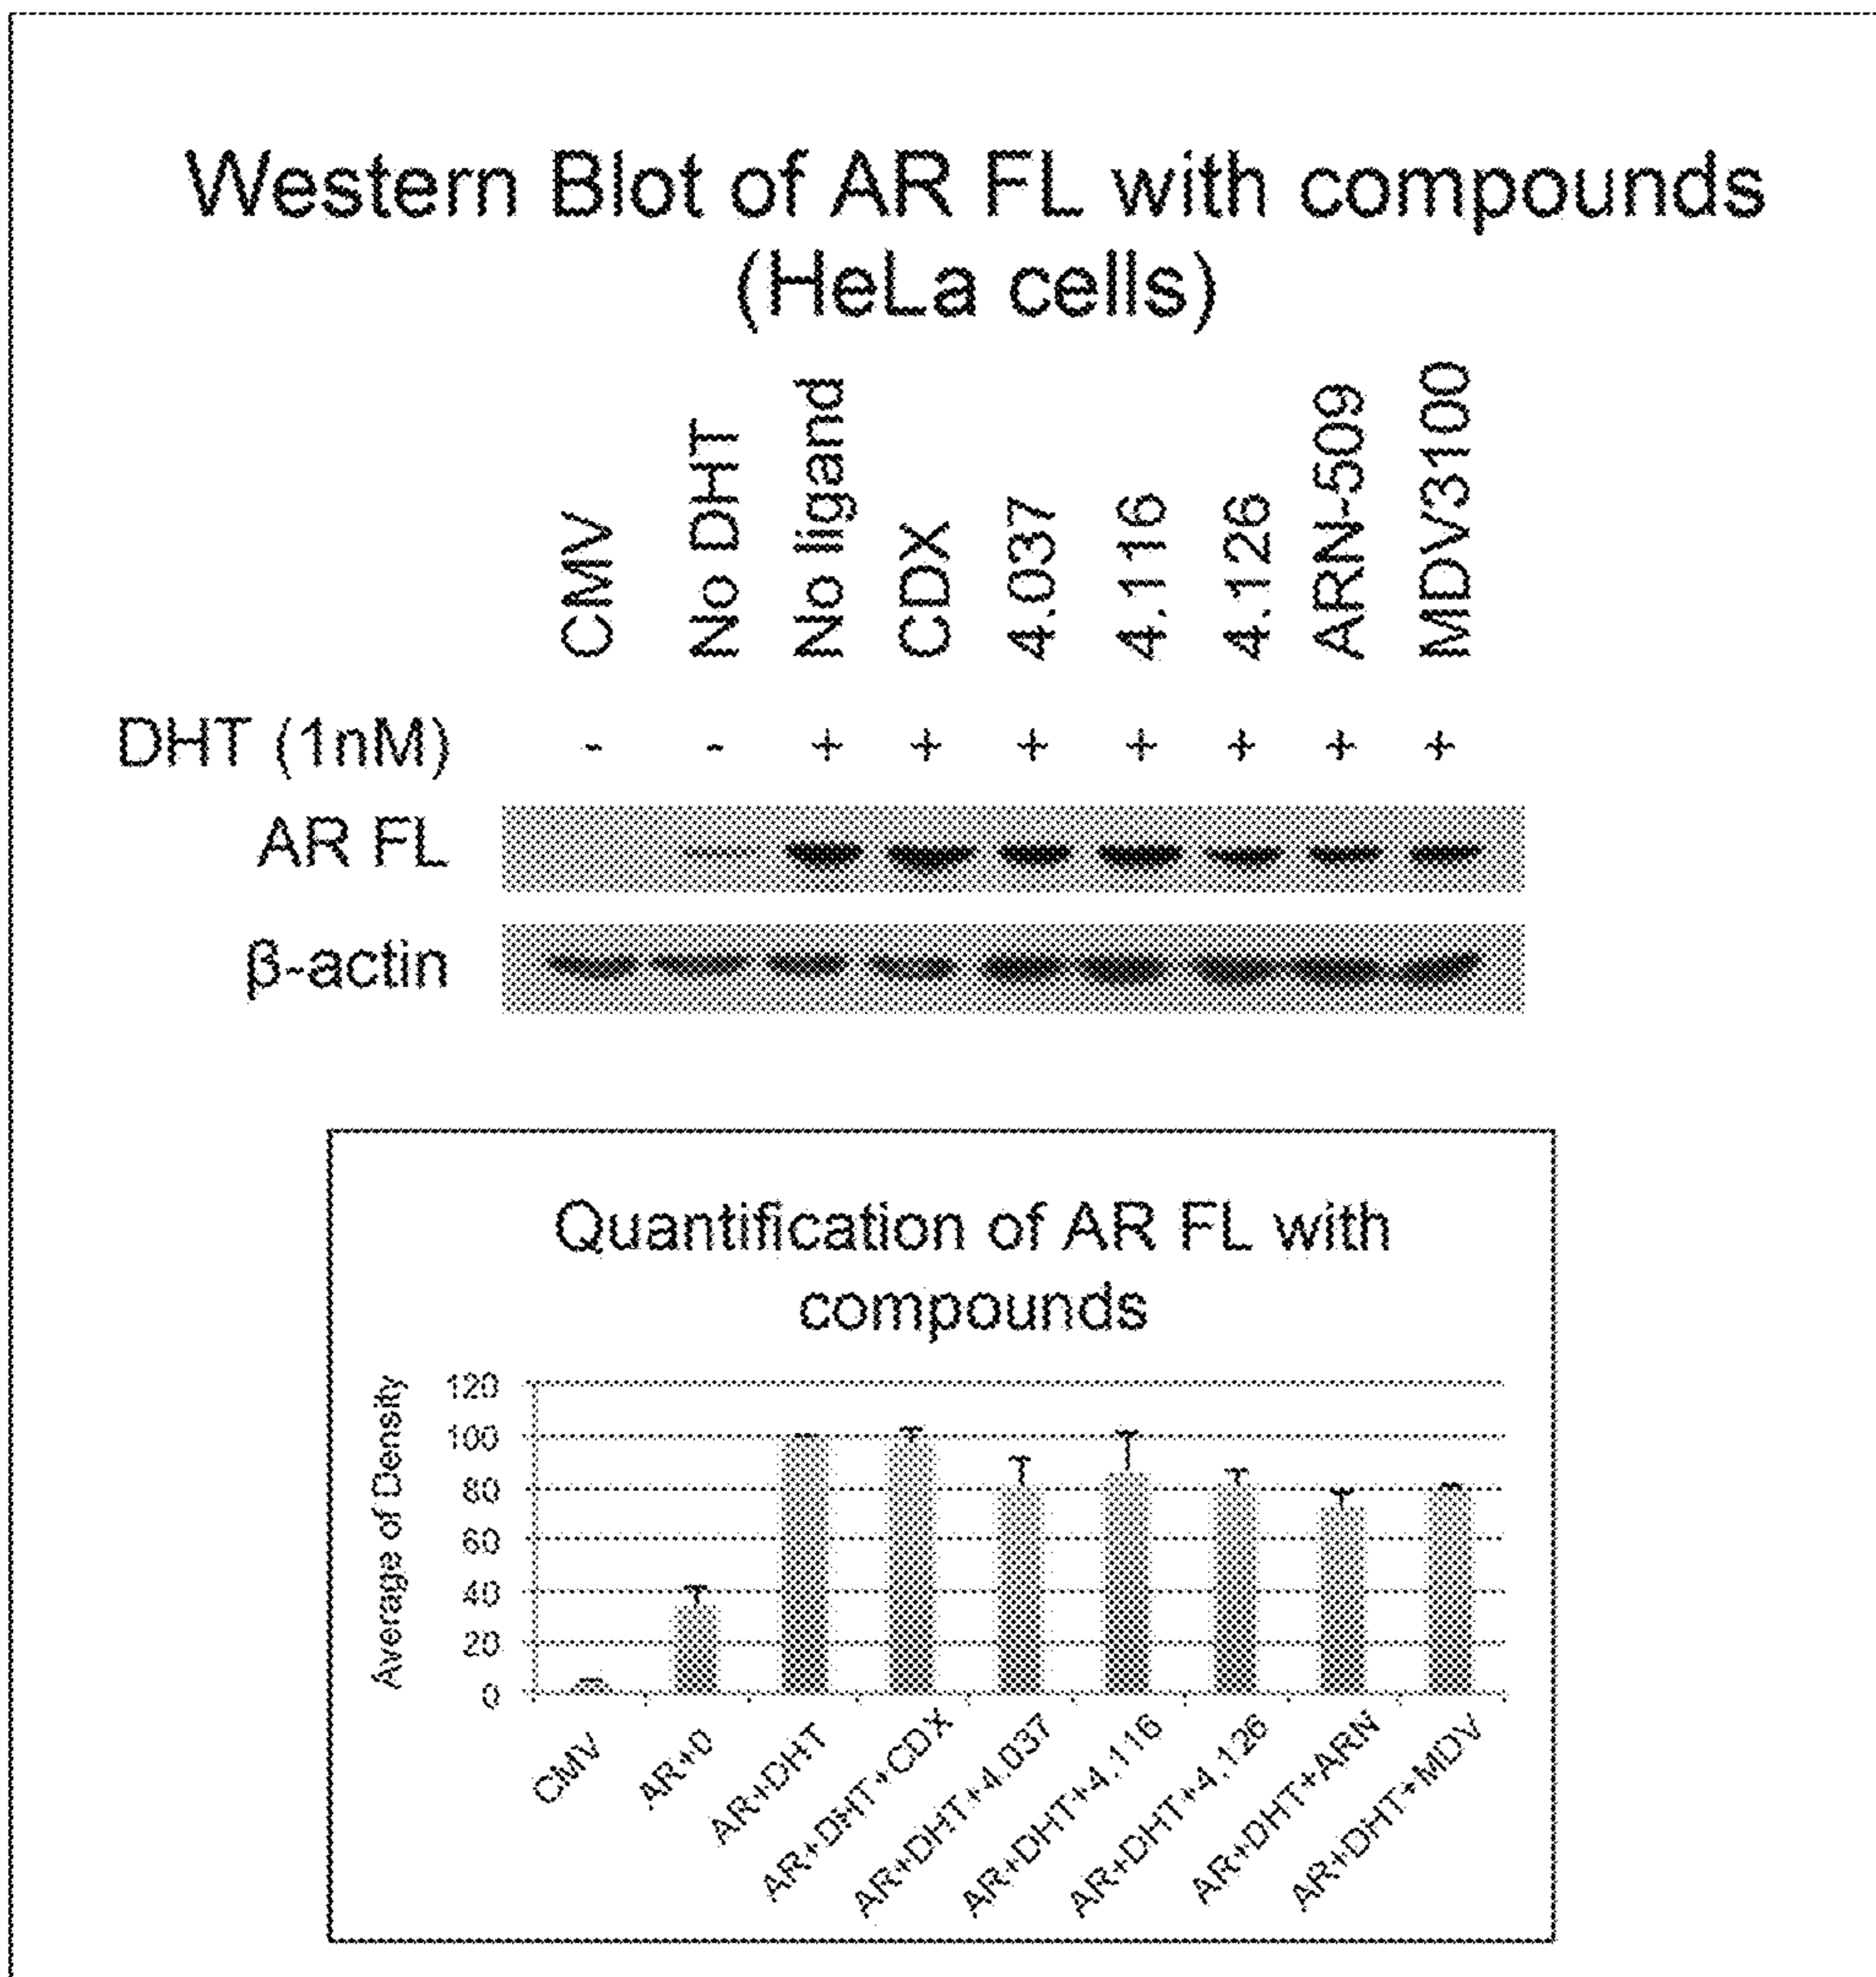 Western Blot of AR FL with compounds
(HeLa cells)
CMV
No DHT
No ligand
CDX
4.037
4.116
4.126
ARN-509
MDV3100
DHT (1nM) - - + + + + + + +
AR FL
β-actin
Quantification of AR FL with
compounds
Average of Density
120
100
80
60
40
20
0
CMV
AR+0
AR+DHT
AR+DHT+CDX
AR+DHT+4.037
AR+DHT+4.116
AR+DHT+4.126
AR+DHT+ARN
AR+DHT+MDV